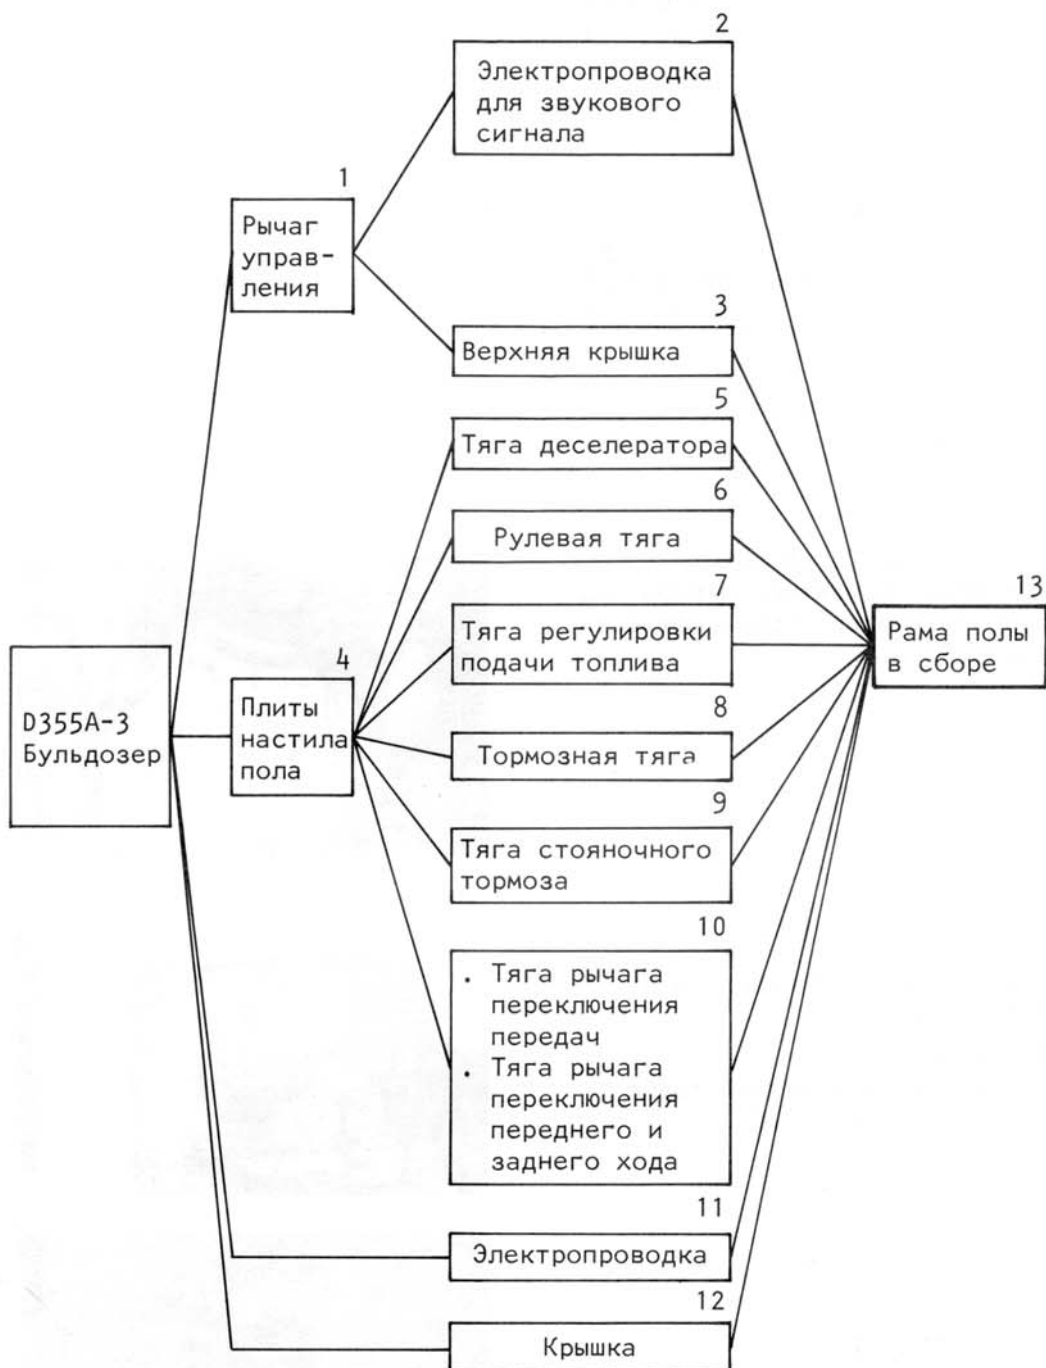 2
Электропроводка
для звукового
сигнала
1
Рычаг
управ-
ления
3
Верхняя крышка
5
Тяга деселератора
6
Рулевая тяга
7
Тяга регулировки
подачи топлива
13
Рама полы
в сборе
4
Плиты
настила
пола
D355A-3
Бульдозер
8
Тормозная тяга
9
Тяга стояночного
тормоза
10
. Тяга рычага
переключения
передач
. Тяга рычага
переключения
переднего и
заднего хода
11
Электропроводка
12
Крышка